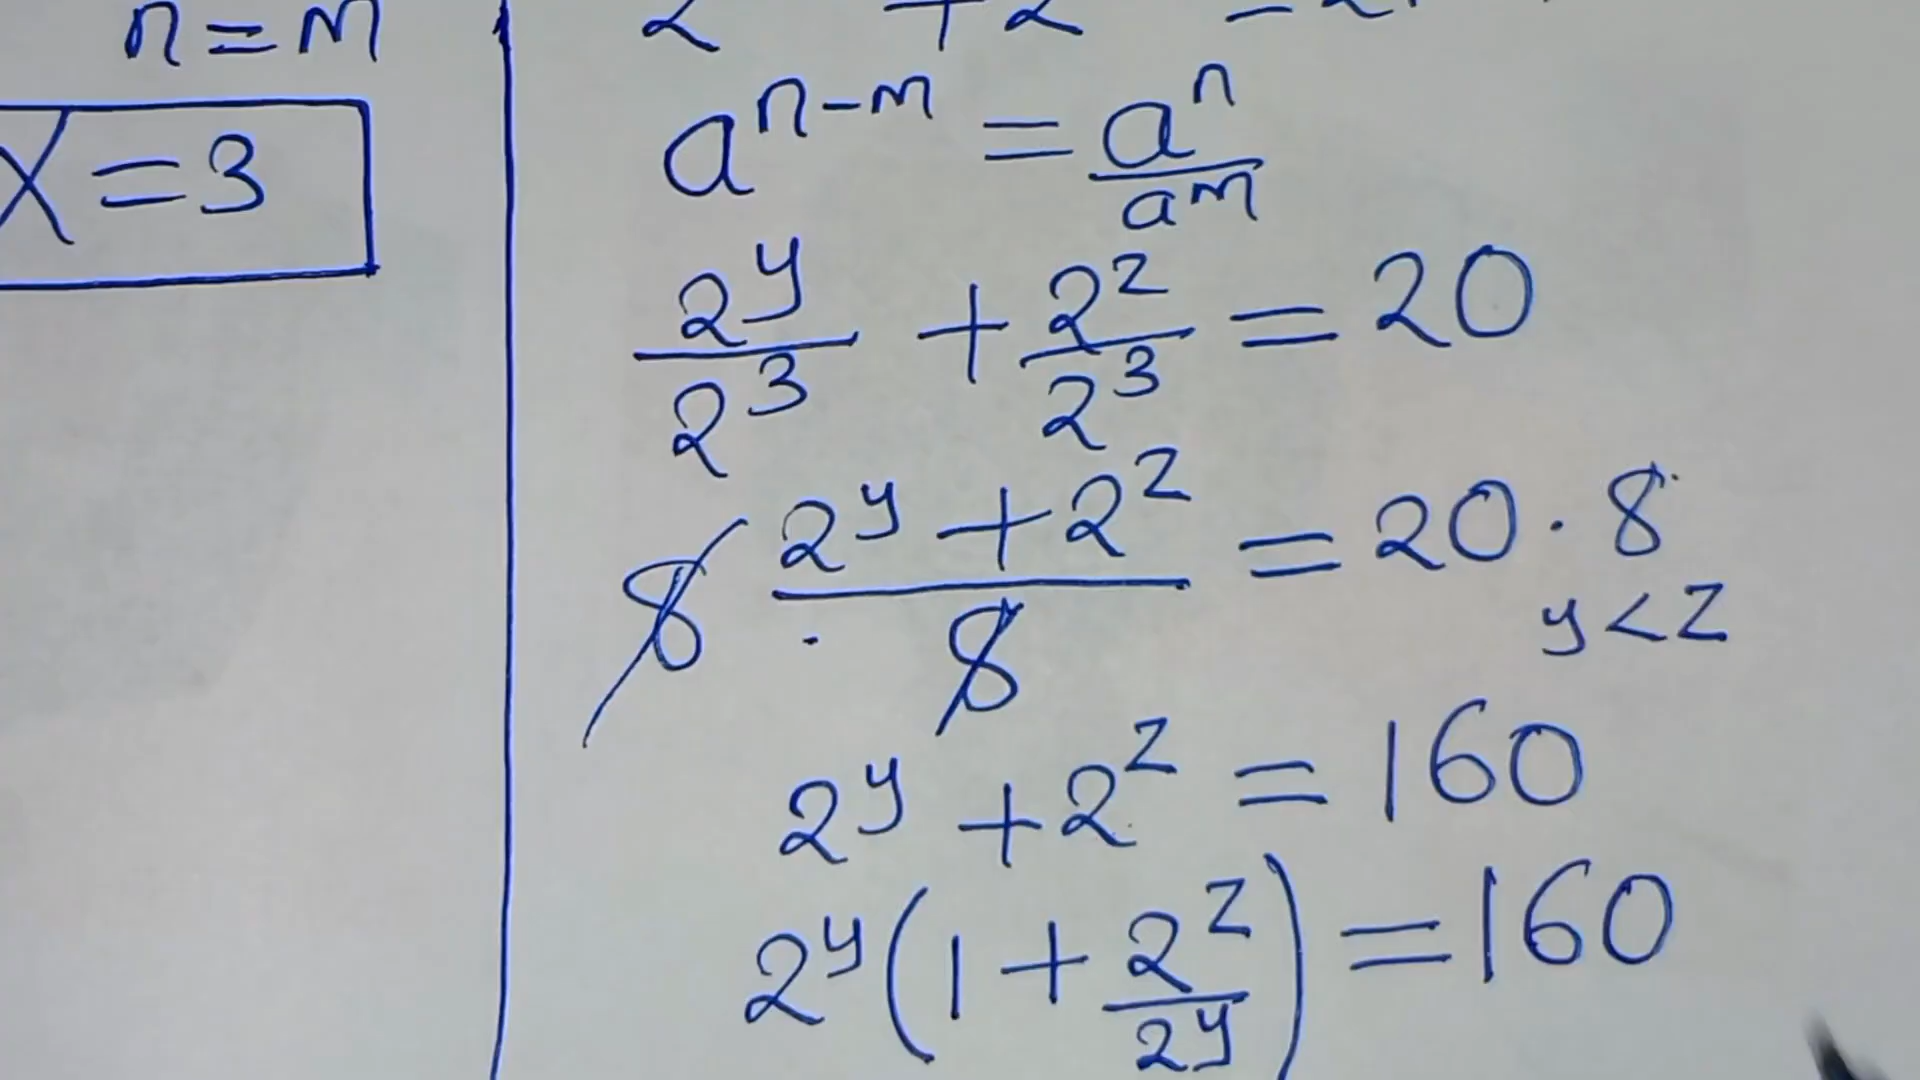 n = m
X = 3
a^{n-m} = a^n / a^m
2^y / 2^3 + 2^z / 2^3 = 20
8 · (2^y + 2^z) / 8 = 20 · 8
y < z
2^y + 2^z = 160
2^y (1 + 2^z / 2^y) = 160